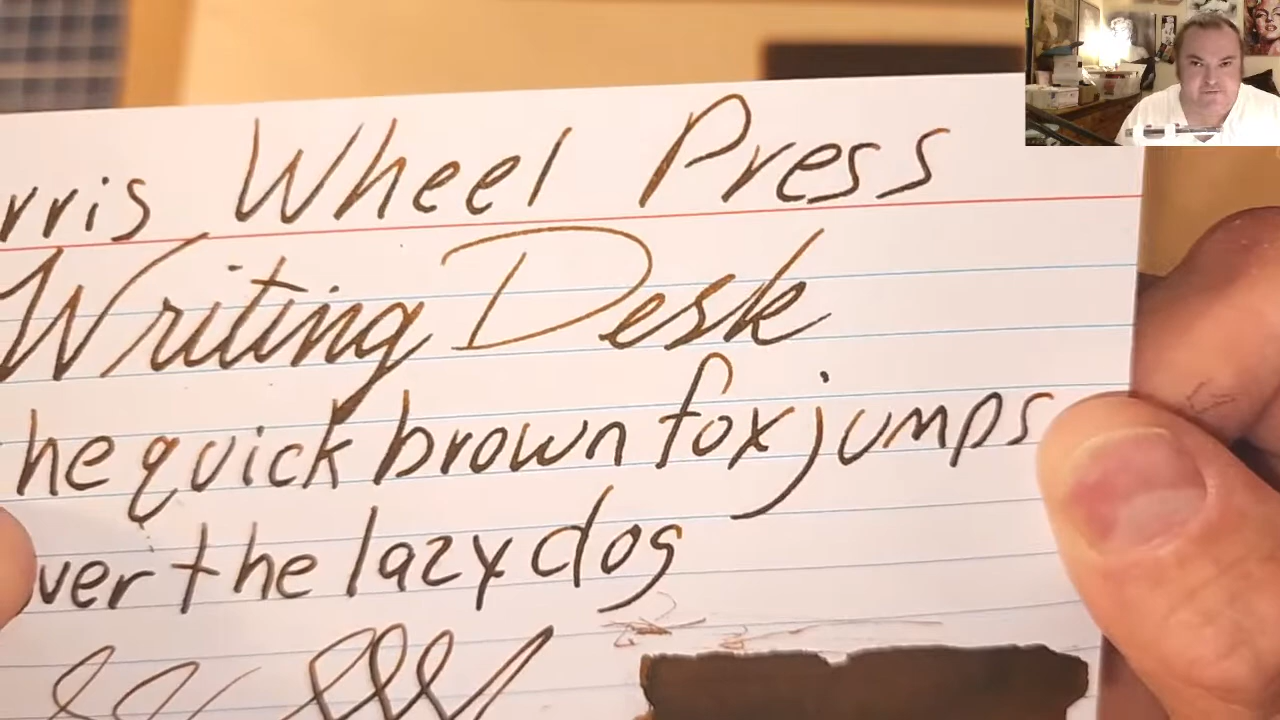 rris Wheel Press
Writing Desk
he quick brown fox jumps
ver the lazy dog